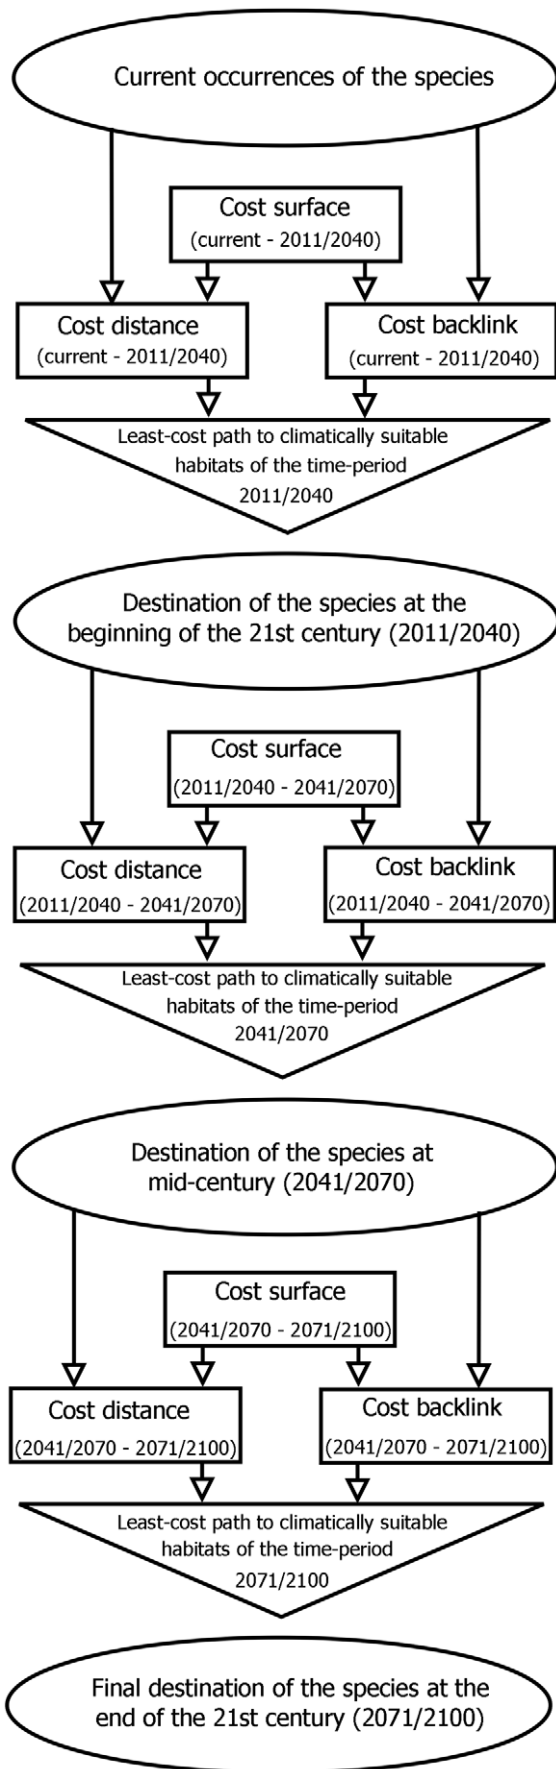 Current occurrences of the species
Cost surface
(current - 2011/2040)
Cost distance
(current - 2011/2040)
Cost backlink
(current - 2011/2040)
Least-cost path to climatically suitable
habitats of the time-period
2011/2040
Destination of the species at the
beginning of the 21st century (2011/2040)
Cost surface
(2011/2040 - 2041/2070)
Cost distance
(2011/2040 - 2041/2070)
Cost backlink
(2011/2040 - 2041/2070)
Least-cost path to climatically suitable
habitats of the time-period
2041/2070
Destination of the species at
mid-century (2041/2070)
Cost surface
(2041/2070 - 2071/2100)
Cost distance
(2041/2070 - 2071/2100)
Cost backlink
(2041/2070 - 2071/2100)
Least-cost path to climatically suitable
habitats of the time-period
2071/2100
Final destination of the species at the
end of the 21st century (2071/2100)